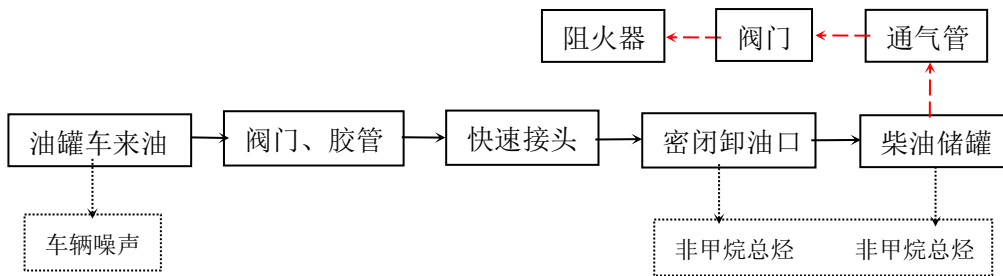 阻火器 阀门 通气管
油罐车来油 阀门、胶管 快速接头 密闭卸油口 柴油储罐
车辆噪声 非甲烷总烃 非甲烷总烃